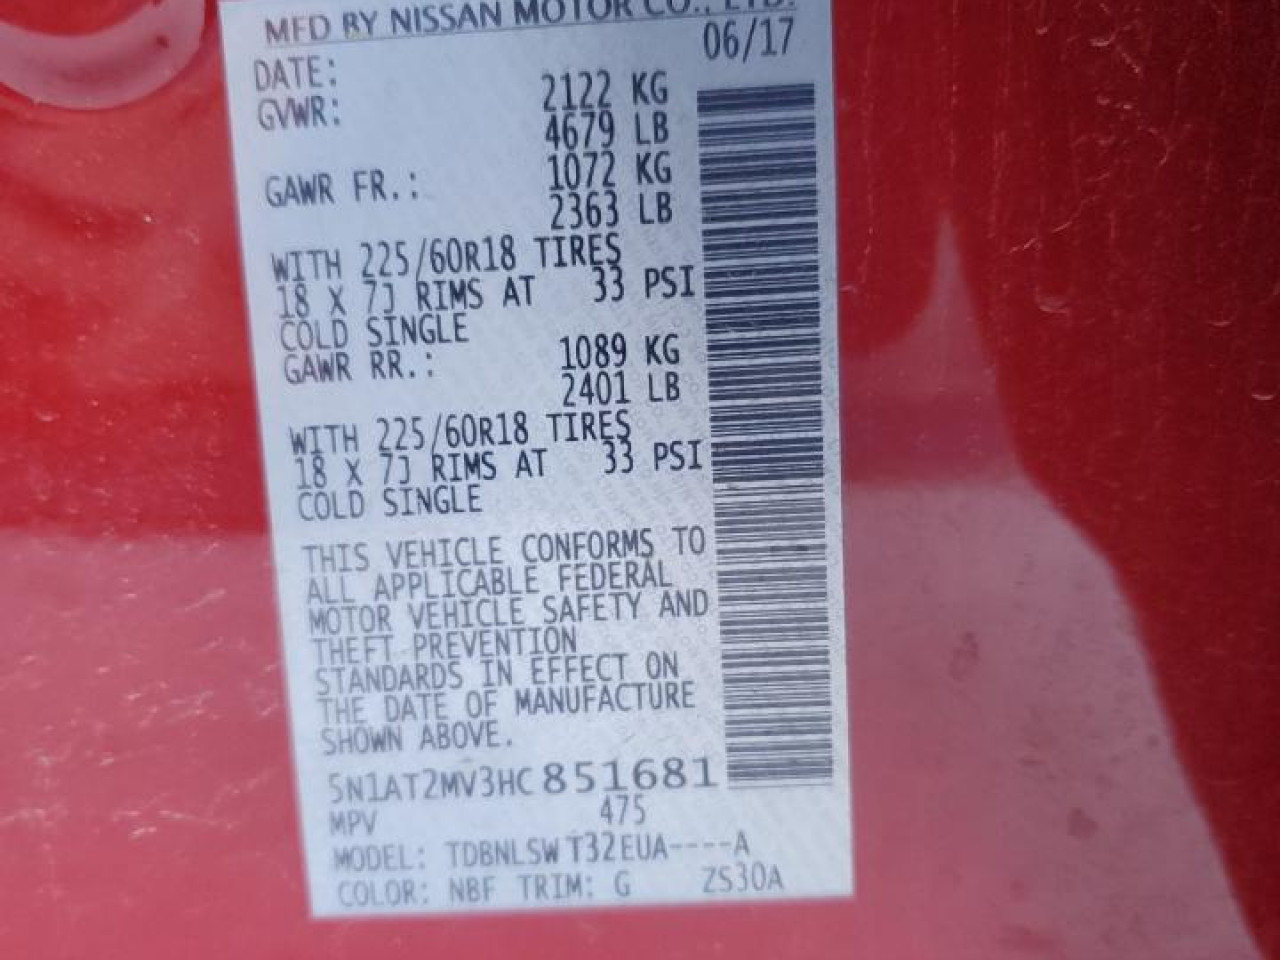 MFD BY NISSAN MOTOR CO., LTD.
DATE: 06/17
GVWR: 2122 KG
4679 LB
GAWR FR.: 1072 KG
2363 LB
WITH 225/60R18 TIRES
18 X 7J RIMS AT 33 PSI
COLD SINGLE
GAWR RR.: 1089 KG
2401 LB
WITH 225/60R18 TIRES
18 X 7J RIMS AT 33 PSI
COLD SINGLE
THIS VEHICLE CONFORMS TO
ALL APPLICABLE FEDERAL
MOTOR VEHICLE SAFETY AND
THEFT PREVENTION
STANDARDS IN EFFECT ON
THE DATE OF MANUFACTURE
SHOWN ABOVE.
5N1AT2MV3HC851681
MPV 475
MODEL: TDBNLSW T32EUA----A
COLOR: NBF TRIM: G ZS30A